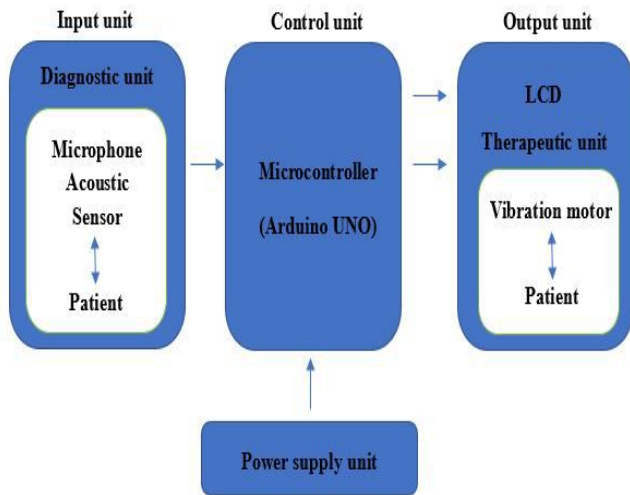 Input unit
Control unit
Output unit
Diagnostic unit
Microphone
Acoustic
Sensor
Patient
Microcontroller
(Arduino UNO)
LCD
Therapeutic unit
Vibration motor
Patient
Power supply unit